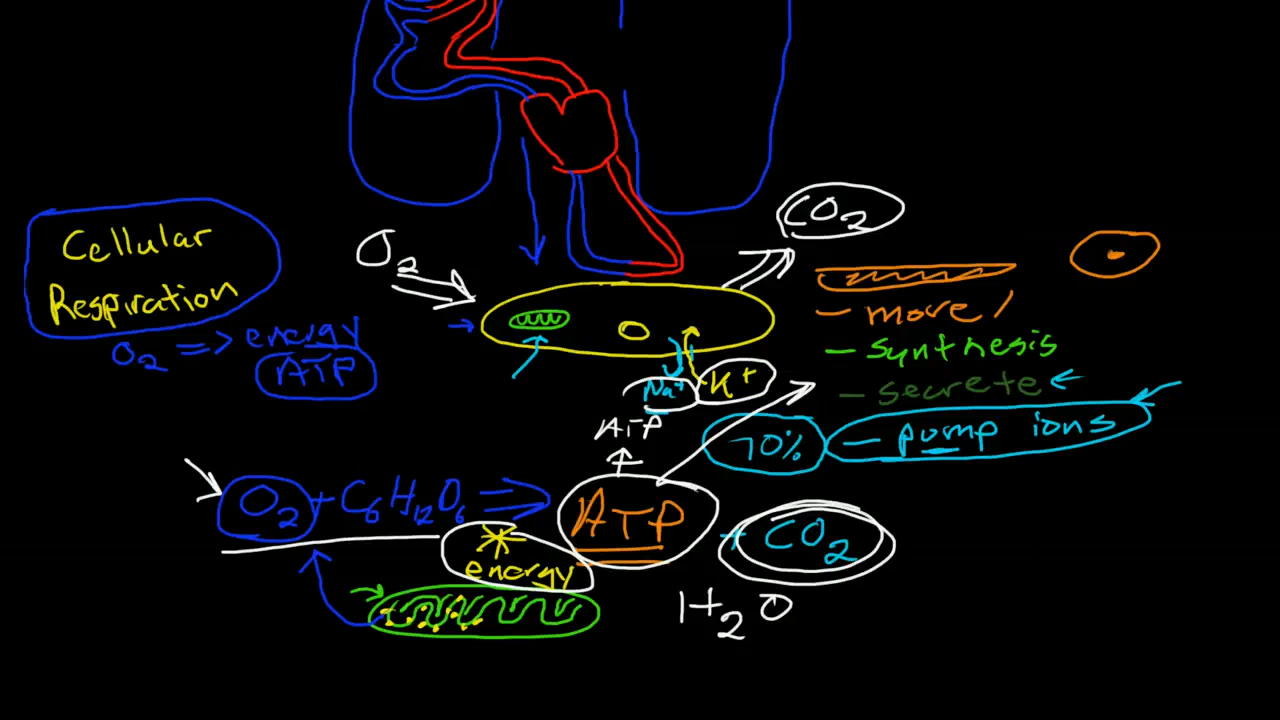 CO2
Cellular
Respiration
O2
O2 => energy
ATP
- more
- synthesis
- secrete
Na+ K+
ATP
70% - pump ions
O2 + C6H12O6 => ATP + CO2
energy
H2O